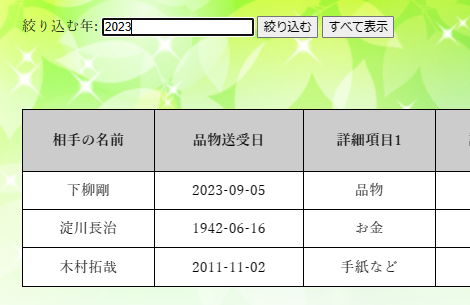 絞り込む年: 2023 絞り込む すべて表示
相手の名前 品物送受日 詳細項目1
下柳剛 2023-09-05 品物
淀川長治 1942-06-16 お金
木村拓哉 2011-11-02 手紙など